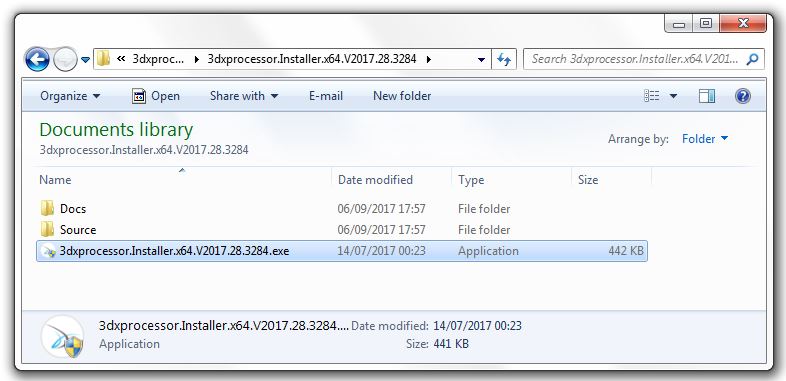 « 3dxproc... 3dxprocessor.Installer.x64.V2017.28.3284 Search 3dxprocessor.Installer.x64.V201...
Organize Open Share with E-mail New folder
Documents library
3dxprocessor.Installer.x64.V2017.28.3284
Arrange by: Folder
Name Date modified Type Size
Docs 06/09/2017 17:57 File folder
Source 06/09/2017 17:57 File folder
3dxprocessor.Installer.x64.V2017.28.3284.exe 14/07/2017 00:23 Application 442 KB
3dxprocessor.Installer.x64.V2017.28.3284.... Date modified: 14/07/2017 00:23
Application Size: 441 KB